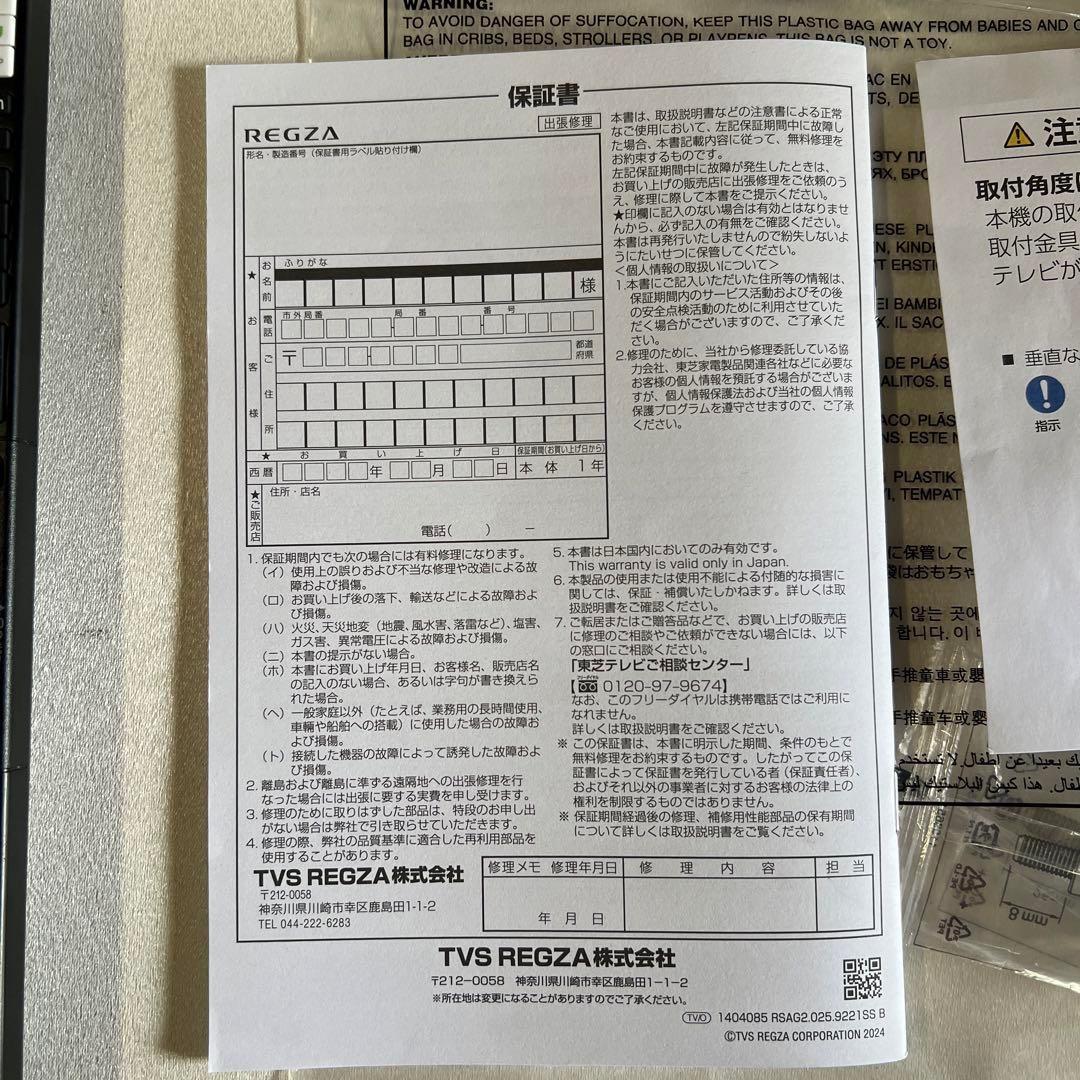 WARNING:
TO AVOID DANGER OF SUFFOCATION, KEEP THIS PLASTIC BAG AWAY FROM BABIES AND C
BAG IN CRIBS, BEDS, STROLLERS, OR PLAYPENS. THIS BAG IS NOT A TOY.
保証書
REGZA
出張修理
形名・製造番号(保証書用ラベル貼り付け欄)
★
お客様
お名前
ふりがな
様
電話
市外局番 局番 番号
ご住所
〒
都道府県
★
お買い上げ日
保証期間(お買い上げ日から)
西暦 年 月 日
本体 1年
★ご販売店
住所・店名
電話( ) ー
本書は、取扱説明書などの注意書による正常
なご使用において、左記保証期間中に故障し
た場合、本書記載内容に従って、無料修理を
お約束するものです。
左記保証期間中に故障が発生したときは、
お買い上げの販売店に出張修理をご依頼のう
え、修理に際して本書をご提示ください。
★印欄に記入のない場合は有効とはなりませ
んから、必ず記入の有無をご確認ください。
本書は再発行いたしませんので紛失しないよ
うにたいせつに保管してください。
<個人情報の取扱いについて>
1.本書にご記入いただいた住所等の情報は、
保証期間内のサービス活動およびその後
の安全点検活動のために利用させていた
だく場合がございますので、ご了承くだ
さい。
2.修理のために、当社から修理委託している協
力会社、東芝家電製品関連各社などに必要な
お客様の個人情報を預託する場合がございま
すが、個人情報保護法および当社の個人情報
保護プログラムを遵守させますので、ご了承
ください。
1. 保証期間内でも次の場合には有料修理になります。
(イ) 使用上の誤りおよび不当な修理や改造による故
障および損傷。
(ロ) お買い上げ後の落下、輸送などによる故障およ
び損傷。
(ハ) 火災、天災地変(地震、風水害、落雷など)、塩害、
ガス害、異常電圧による故障および損傷。
(ニ) 本書の提示がない場合。
(ホ) 本書にお買い上げ年月日、お客様名、販売店名
の記入のない場合、あるいは字句が書き換えら
れた場合。
(ヘ) 一般家庭以外(たとえば、業務用の長時間使用、
車輌や船舶への搭載)に使用した場合の故障お
よび損傷。
(ト) 接続した機器の故障によって誘発した故障およ
び損傷。
2. 離島および離島に準ずる遠隔地への出張修理を行
なった場合には出張に要する実費を申し受けます。
3. 修理のために取りはずした部品は、特段のお申し出
がない場合は弊社で引き取らせていただきます。
4. 修理の際、弊社の品質基準に適合した再利用部品を
使用することがあります。
5. 本書は日本国内においてのみ有効です。
This warranty is valid only in Japan.
6. 本製品の使用または使用不能による付随的な損害に
関しては、保証・補償いたしかねます。詳しくは取
扱説明書をご確認ください。
7. ご転居またはご贈答品などで、お買い上げの販売店
に修理のご相談やご依頼ができない場合には、以下
の窓口にご相談ください。
「東芝テレビご相談センター」
【0120-97-9674】
なお、このフリーダイヤルは携帯電話ではご利用に
なれません。
詳しくは取扱説明書をご確認ください。
※ この保証書は、本書に明示した期間、条件のもとで
無料修理をお約束するものです。したがってこの保
証書によって保証書を発行している者(保証責任者)、
およびそれ以外の事業者に対するお客様の法律上の
権利を制限するものではありません。
※ 保証期間経過後の修理、補修用性能部品の保有期間
について詳しくは取扱説明書をご覧ください。
TVS REGZA株式会社
〒212-0058
神奈川県川崎市幸区鹿島田1-1-2
TEL 044-222-6283
修理メモ 修理年月日 修理内容 担当
年 月 日
TVS REGZA株式会社
〒212-0058 神奈川県川崎市幸区鹿島田1-1-2
※所在地は変更になることがありますのでご了承ください。
TV/O 1404085 RSAG2.025.9221SS B
©TVS REGZA CORPORATION 2024
注
取付角度
本機の取
取付金具
テレビが
■ 垂直な
指示
AC EN
TS, DE
ЭТУ
ESE PL
N, KINDE
T ERSTI
EI BAMBI
. IL SAC
DE PLÁS
ALITOS. E
ACO PLÁS
NS. ESTE N
PLASTIK
, TEMPAT
に保管して
はおもちゃ
지 않는 곳에
합니다. 이
手推童車或嬰
手推童车或婴
8 mm